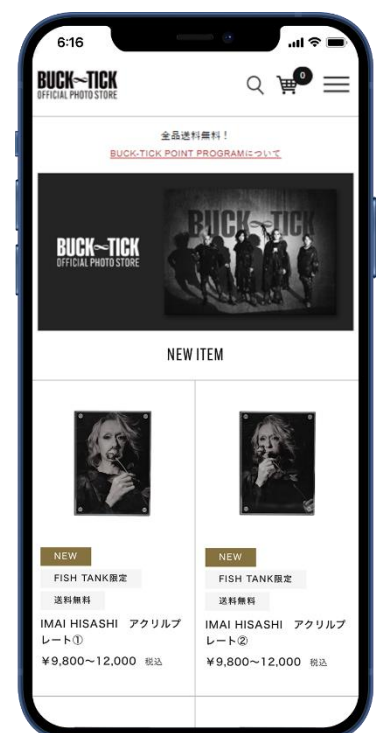 6:16
BUCK∽TICK
OFFICIAL PHOTO STORE
0
全品送料無料！
BUCK-TICK POINT PROGRAMについて
BUCK∽TICK
BUCK∽TICK
OFFICIAL PHOTO STORE
NEW ITEM
NEW
FISH TANK限定
送料無料
IMAI HISASHI　アクリルプ
レート①
¥9,800〜12,000 税込
NEW
FISH TANK限定
送料無料
IMAI HISASHI　アクリルプ
レート②
¥9,800〜12,000 税込